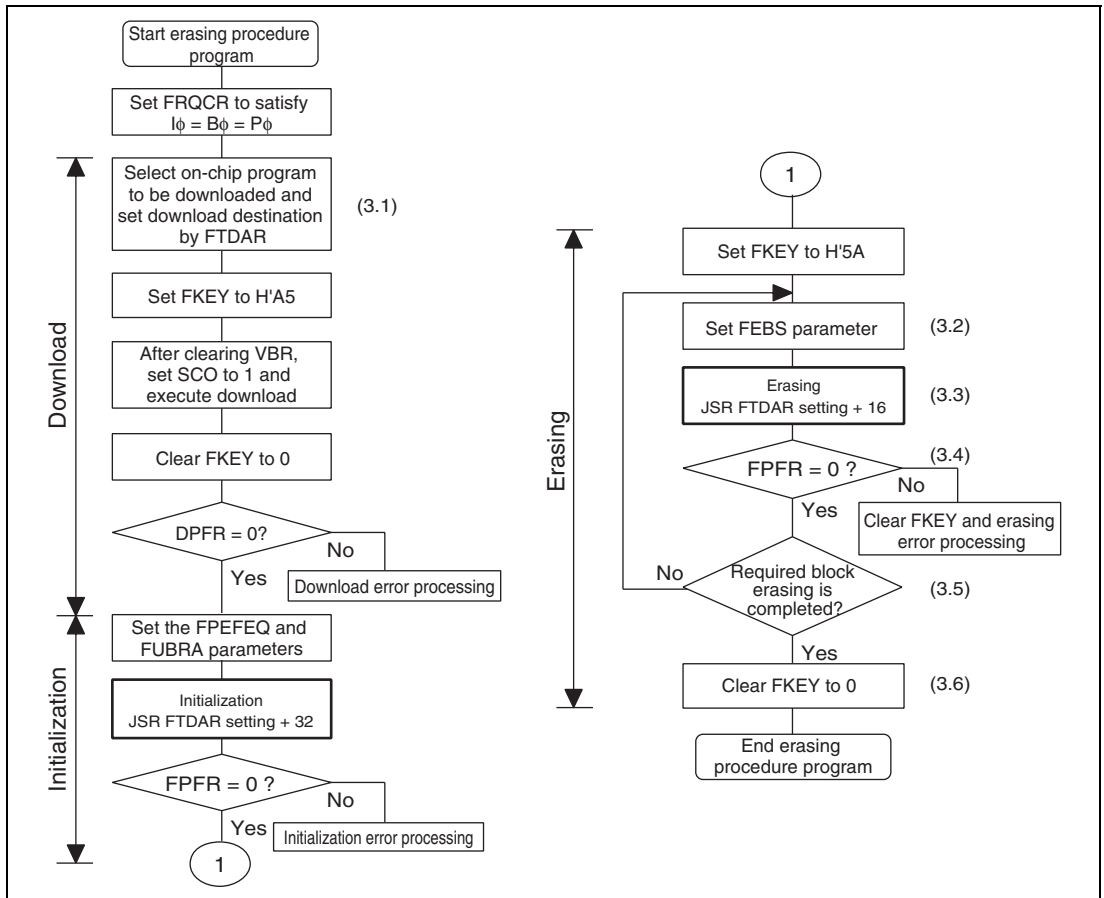 Start erasing procedure
program
Set FRQCR to satisfy
Iϕ = Bϕ = Pϕ
Download
Select on-chip program
to be downloaded and
set download destination
by FTDAR
(3.1)
Set FKEY to H'A5
After clearing VBR,
set SCO to 1 and
execute download
Clear FKEY to 0
DPFR = 0?
No
Yes
Download error processing
Initialization
Set the FPEFEQ and
FUBRA parameters
Initialization
JSR FTDAR setting + 32
FPFR = 0 ?
No
Yes
Initialization error processing
1
1
Erasing
Set FKEY to H'5A
Set FEBS parameter
(3.2)
Erasing
JSR FTDAR setting + 16
(3.3)
FPFR = 0 ?
(3.4)
No
Yes
Clear FKEY and erasing
error processing
No
Required block
erasing is
completed?
(3.5)
Yes
Clear FKEY to 0
(3.6)
End erasing
procedure program